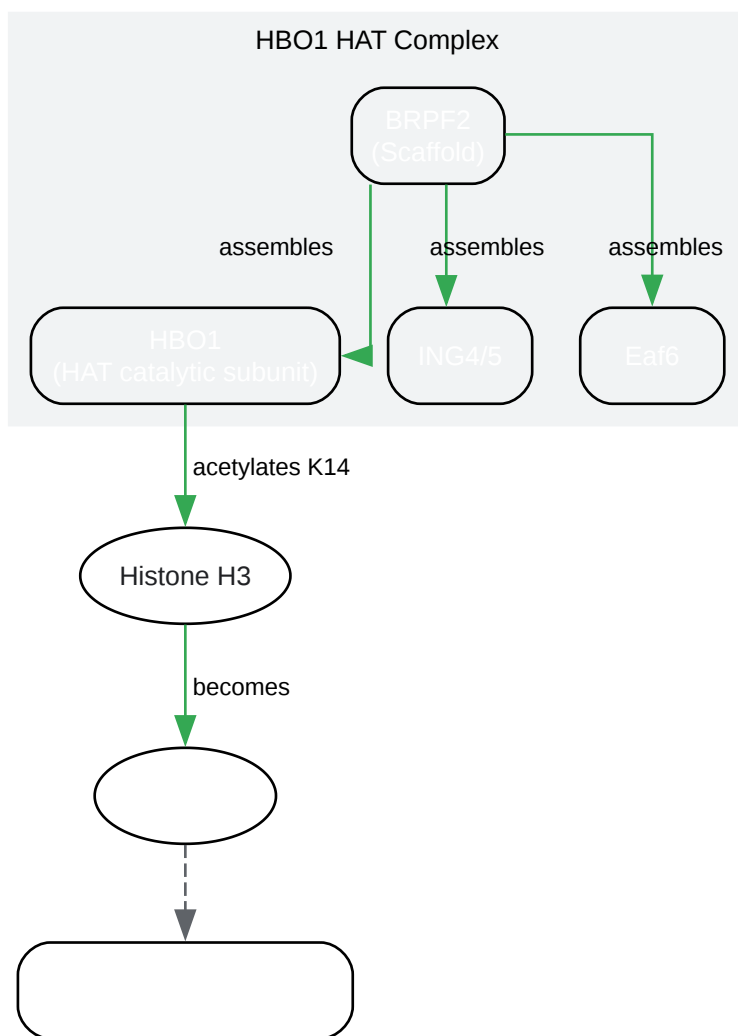 HBO1 HAT Complex
BRPF2
(Scaffold)
assembles
assembles
assembles
HBO1
(HAT catalytic subunit)
ING4/5
Eaf6
acetylates K14
Histone H3
becomes